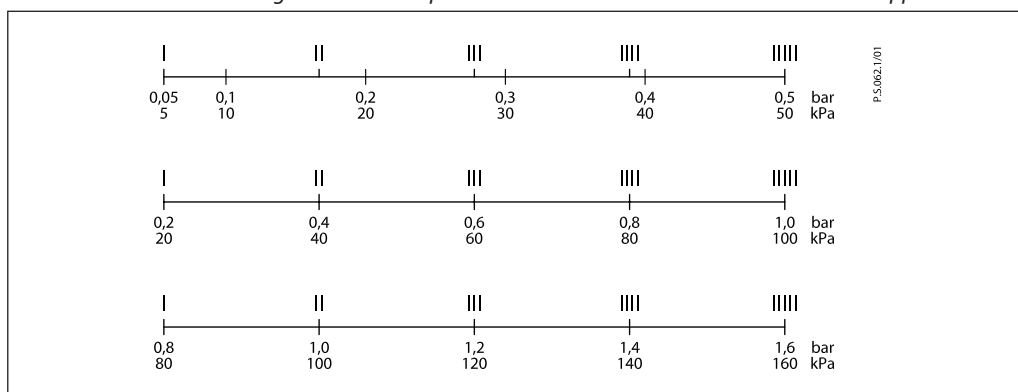 I II III IIII IIIII
0,05 0,1 0,2 0,3 0,4 0,5 bar
5 10 20 30 40 50 kPa
P.S.062.1/01
I II III IIII IIIII
0,2 0,4 0,6 0,8 1,0 bar
20 40 60 80 100 kPa
I II III IIII IIIII
0,8 1,0 1,2 1,4 1,6 bar
80 100 120 140 160 kPa